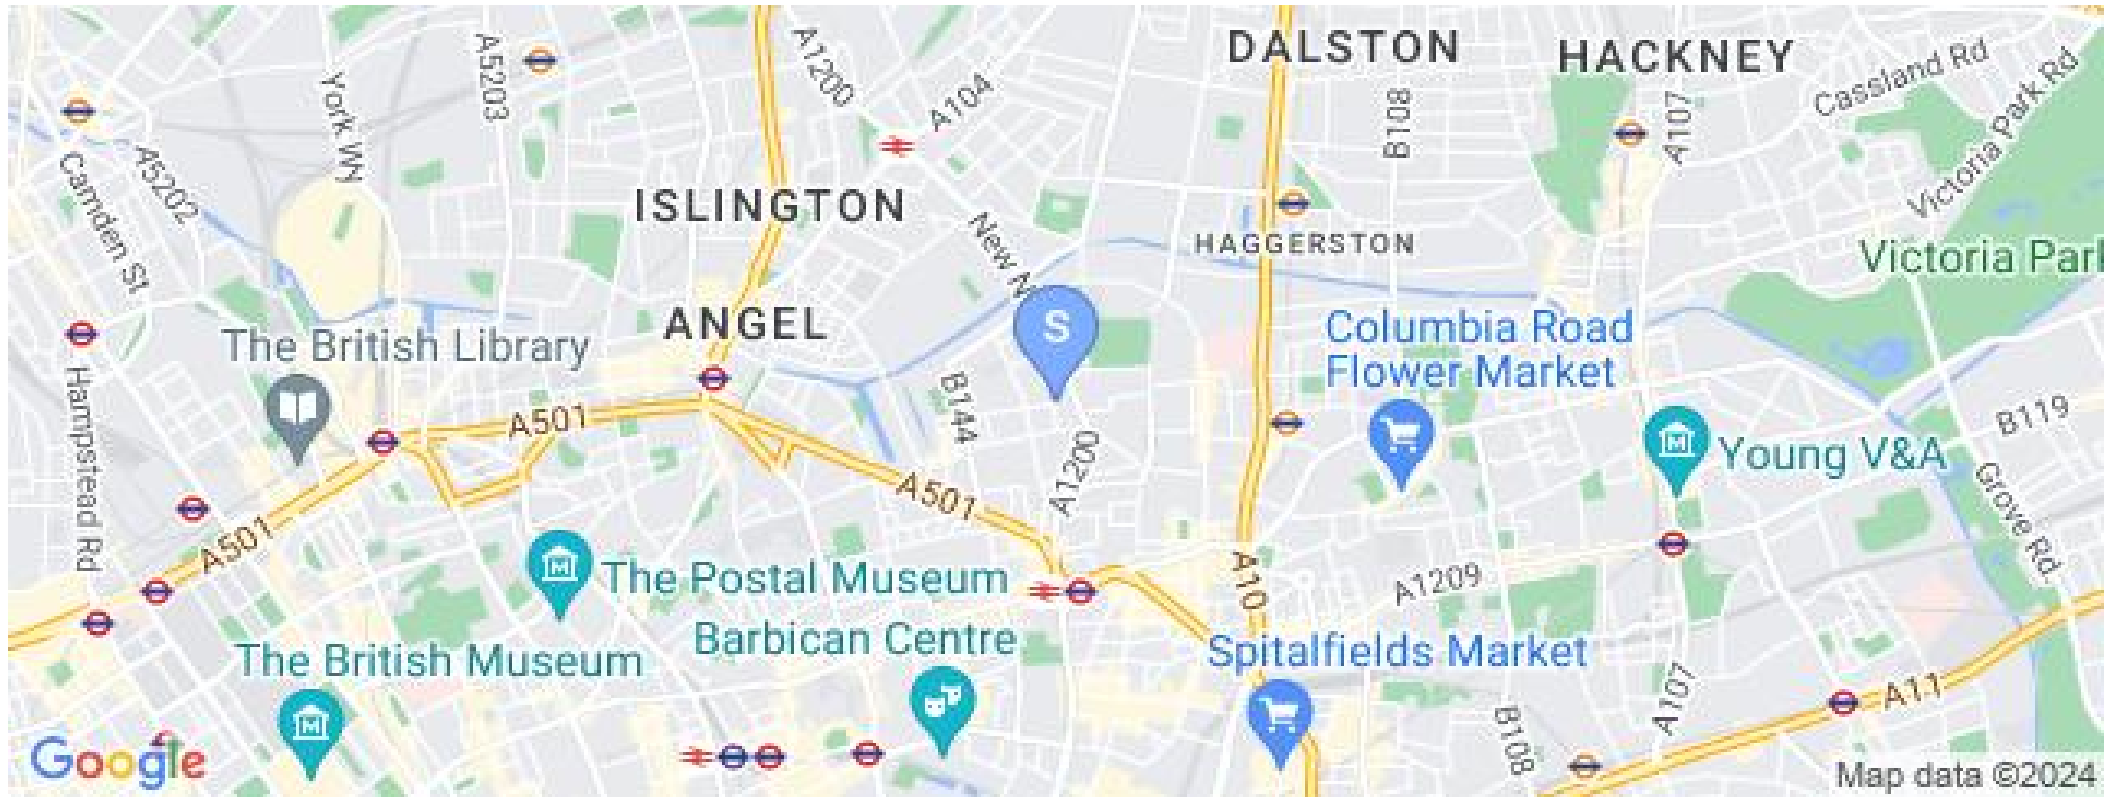 DALSTON
HACKNEY
A5203
A1200
A104
York Wy
B108
A107
Cassland Rd
Victoria Park Rd
Camden St
A5202
ISLINGTON
New N
HAGGERSTON
Victoria Park
ANGEL
S
The British Library
Columbia Road
Flower Market
Hampstead Rd
A501
B144
B119
Young V&A
A1200
A501
A501
Grove Rd
The Postal Museum
A10
A1209
Barbican Centre
Spitalfields Market
The British Museum
A107
A11
B108
Google
Map data ©2024